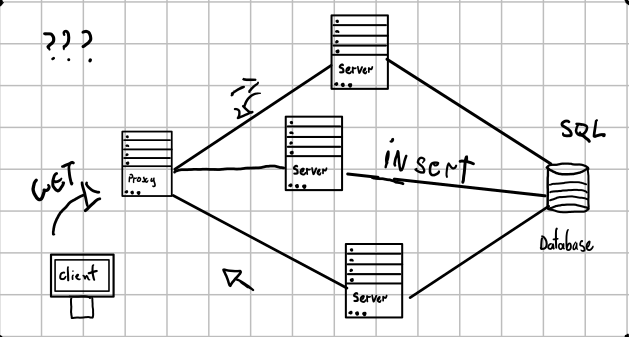 ???
Server
SQL
Server
insert
Proxy
GET
Database
client
Server